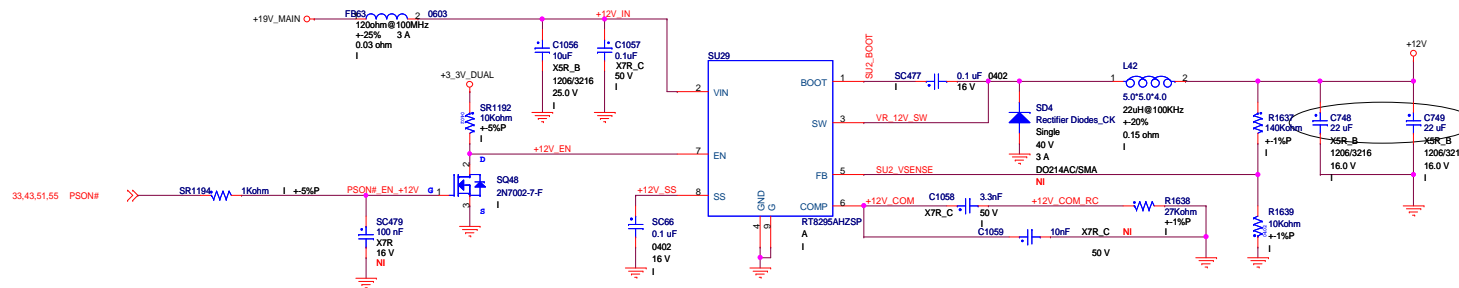 +19V_MAIN
FB63
2
0603
120ohm@100MHz
+-25% 3 A
0.03 ohm
I
+12V_IN
C1056
10uF
X5R_B
1206/3216
25.0 V
I
C1057
0.1uF
X7R_C
50 V
I
+3_3V_DUAL
SR1192
10Kohm
+-5%P
I
+12V_EN
2
D
G
1
S
3
SQ48
2N7002-7-F
I
33,43,51,55 PSON#
SR1194
1Kohm I +-5%P
PSON#_EN_+12V
SC479
100 nF
X7R
16 V
NI
+12V_SS
SC66
0.1 uF
0402
16 V
I
SU29
2 VIN
7 EN
8 SS
BOOT 1
SW 3
FB 5
COMP 6
GND
G
4
9
RT8295AHZSP
A
I
SU2_BOOT
SC477
0.1 uF 0402
16 V
I
VR_12V_SW
SU2_VSENSE
SD4
Rectifier Diodes_CK
Single
40 V
3 A
DO214AC/SMA
NI
L42
1
2
5.0*5.0*4.0
22uH@100KHz
+-20%
0.15 ohm
I
+12V
R1637
140Kohm
+-1%P
I
C748
22 uF
X5R_B
1206/3216
16.0 V
I
C749
22 uF
X5R_B
1206/3216
16.0 V
I
+12V_COM
C1058
3.3nF
X7R_C
50 V
I
+12V_COM_RC
R1638
27Kohm
+-1%P
I
C1059
10nF
X7R_C
NI
50 V
R1639
10Kohm
+-1%P
I